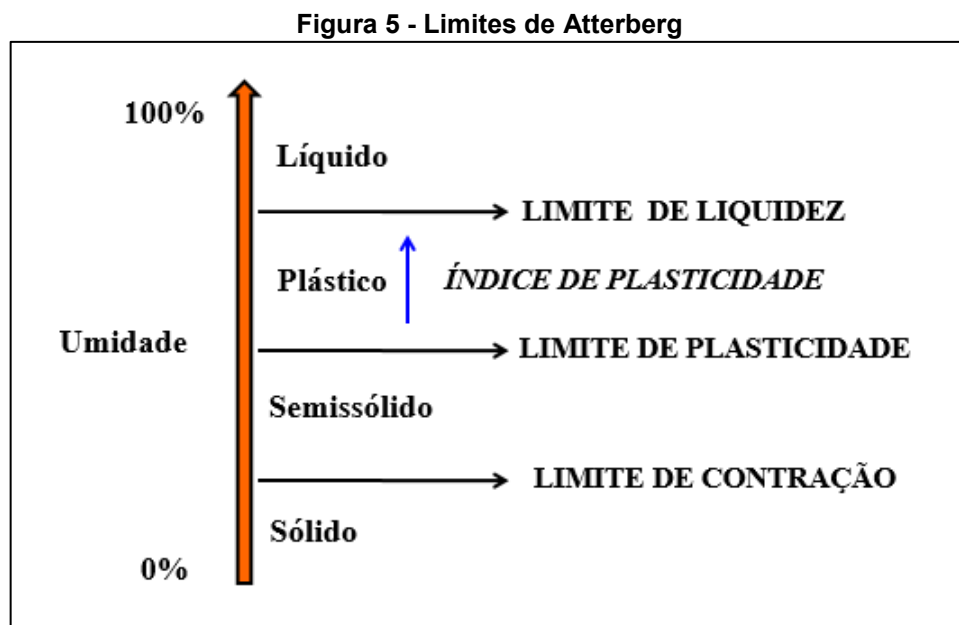 Figura 5 - Limites de Atterberg
100%
Líquido
LIMITE DE LIQUIDEZ
Plástico
ÍNDICE DE PLASTICIDADE
Umidade
LIMITE DE PLASTICIDADE
Semissólido
LIMITE DE CONTRAÇÃO
Sólido
0%